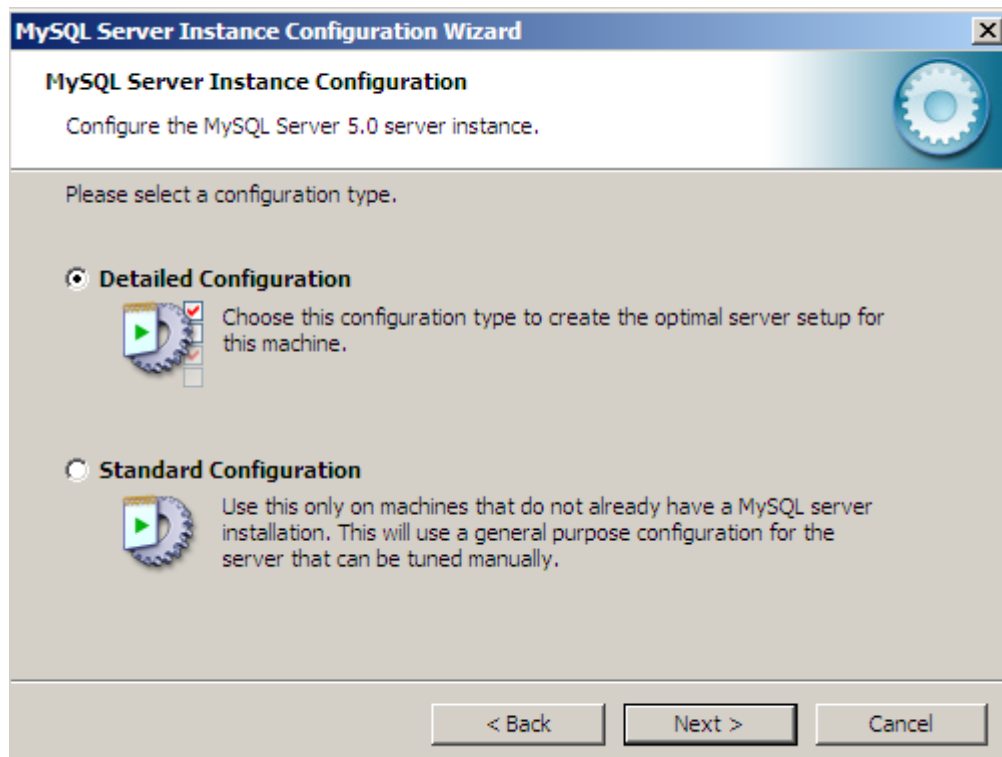 MySQL Server Instance Configuration Wizard
MySQL Server Instance Configuration
Configure the MySQL Server 5.0 server instance.
Please select a configuration type.
Detailed Configuration
Choose this configuration type to create the optimal server setup for
this machine.
Standard Configuration
Use this only on machines that do not already have a MySQL server
installation. This will use a general purpose configuration for the
server that can be tuned manually.
< Back
Next >
Cancel